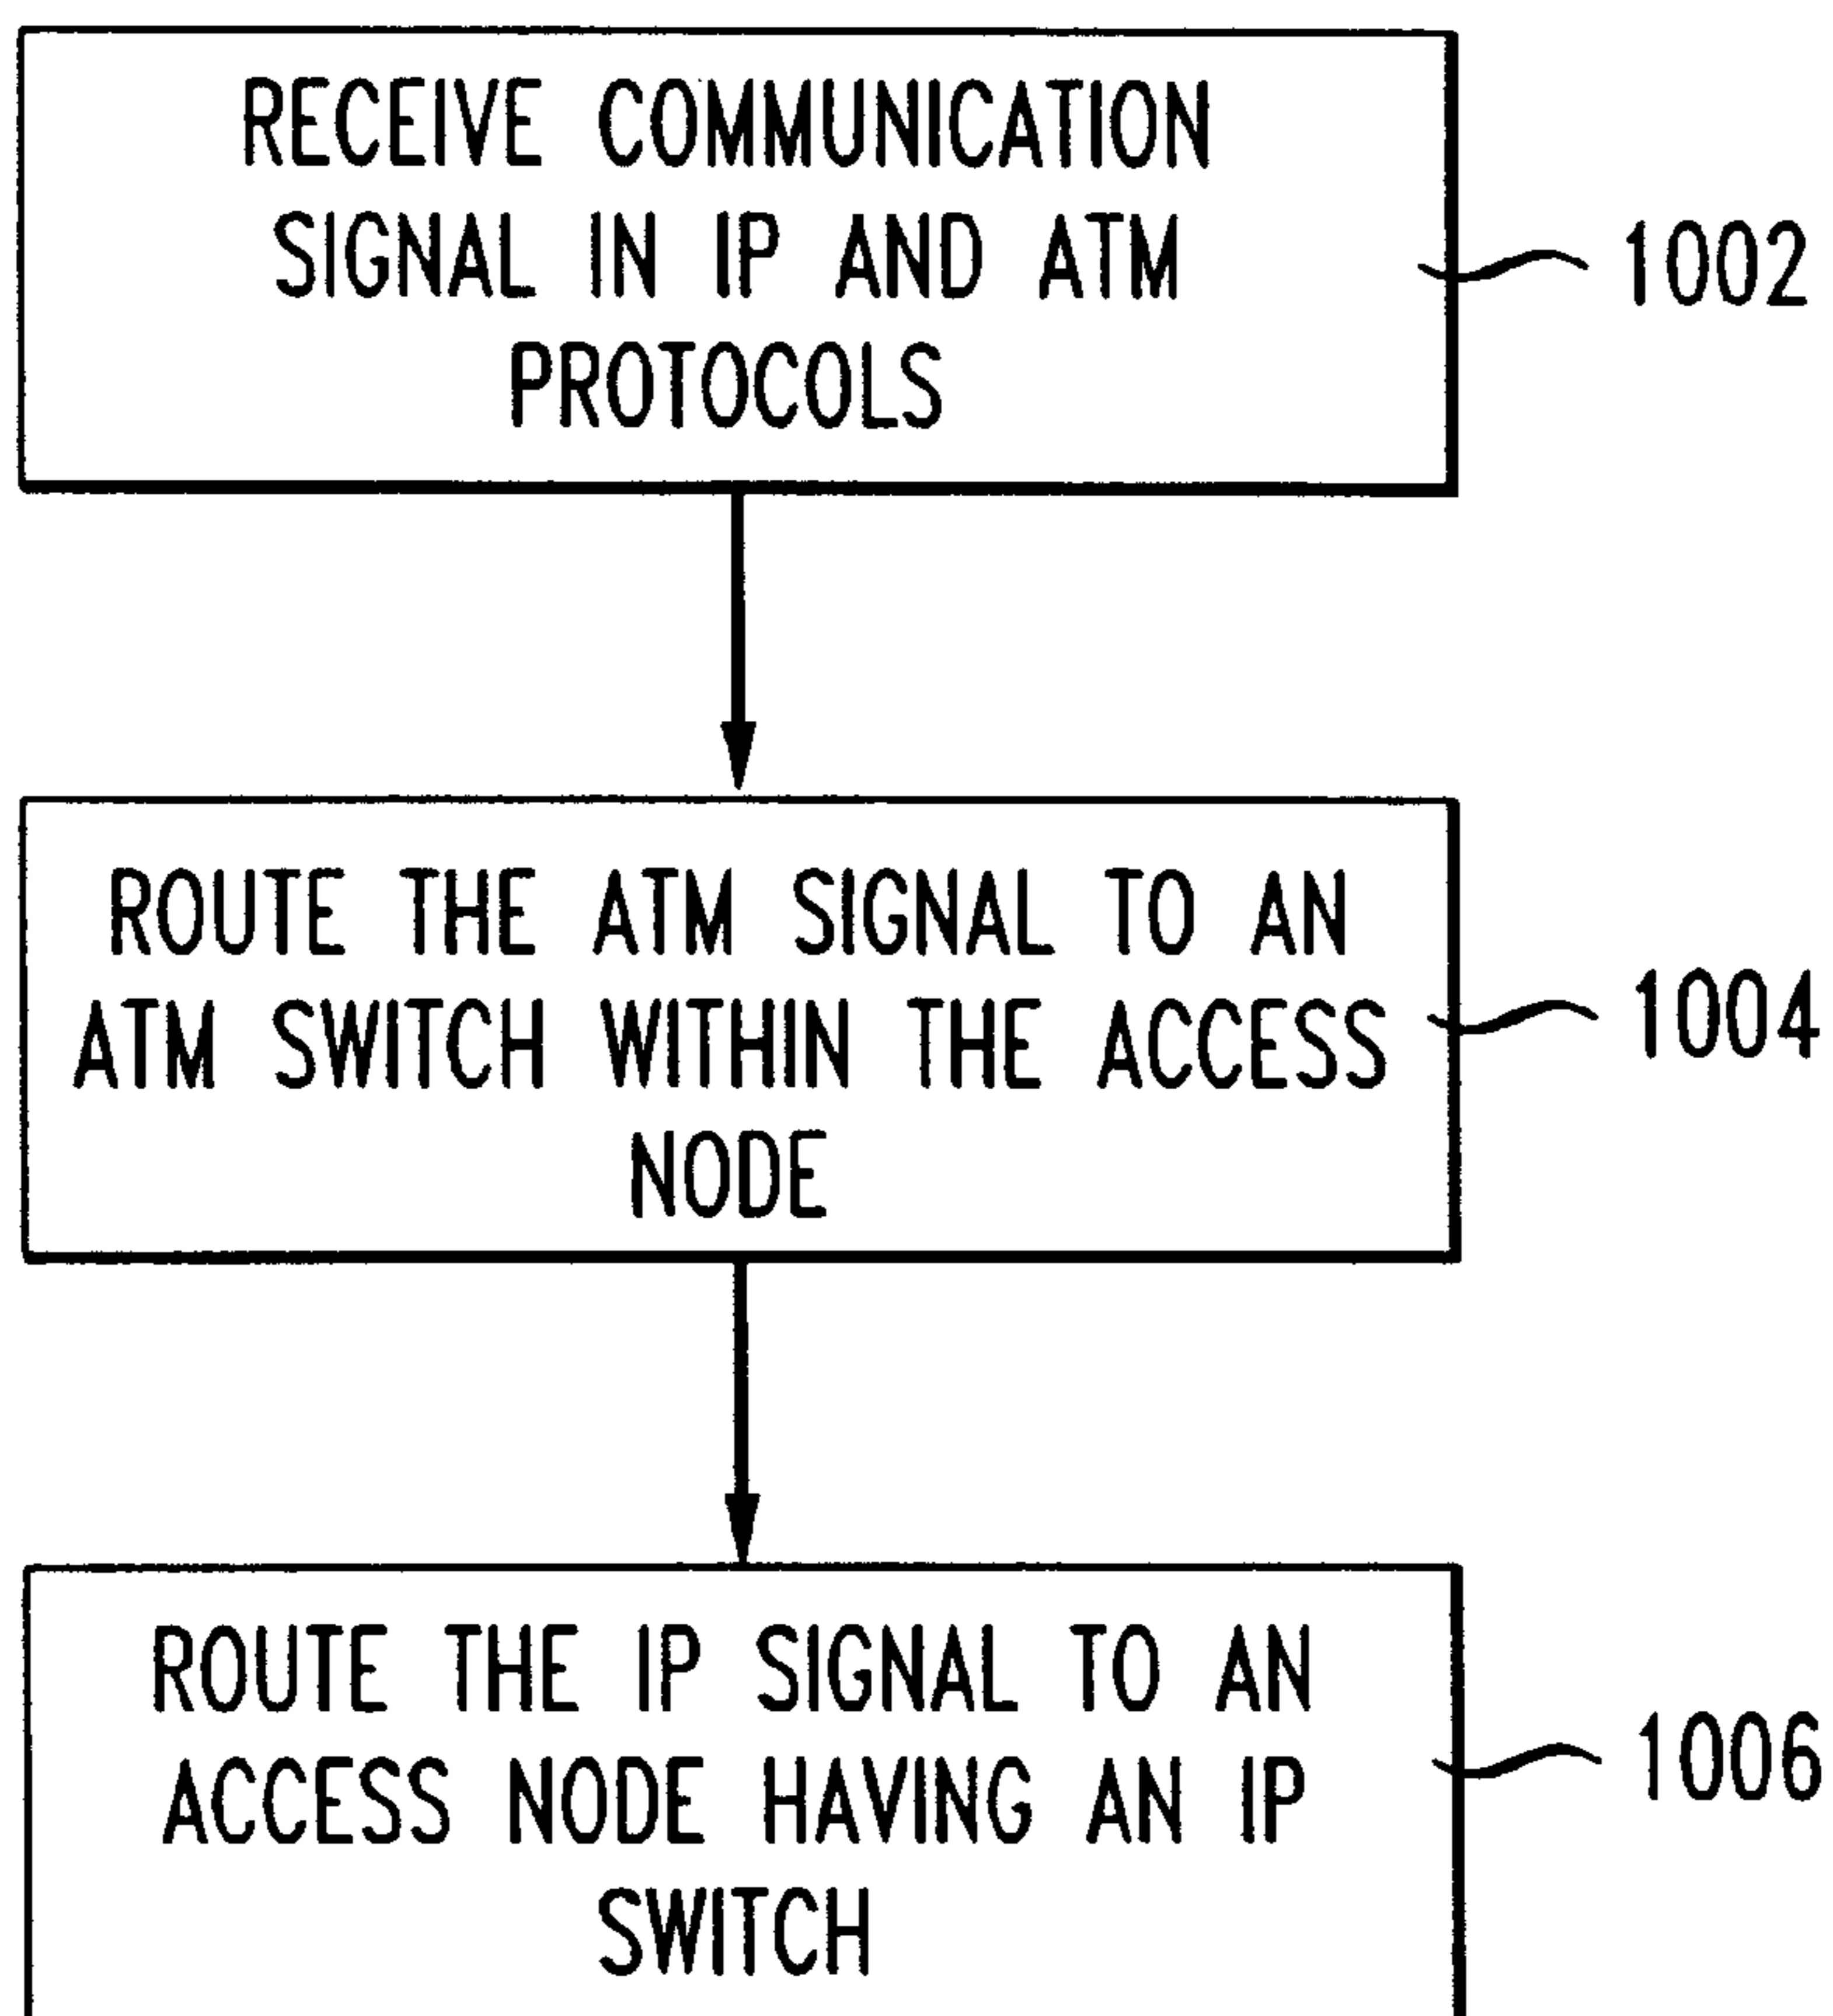 RECEIVE COMMUNICATION
SIGNAL IN IP AND ATM
PROTOCOLS
1002
ROUTE THE ATM SIGNAL TO AN
ATM SWITCH WITHIN THE ACCESS
NODE
1004
ROUTE THE IP SIGNAL TO AN
ACCESS NODE HAVING AN IP
SWITCH
1006